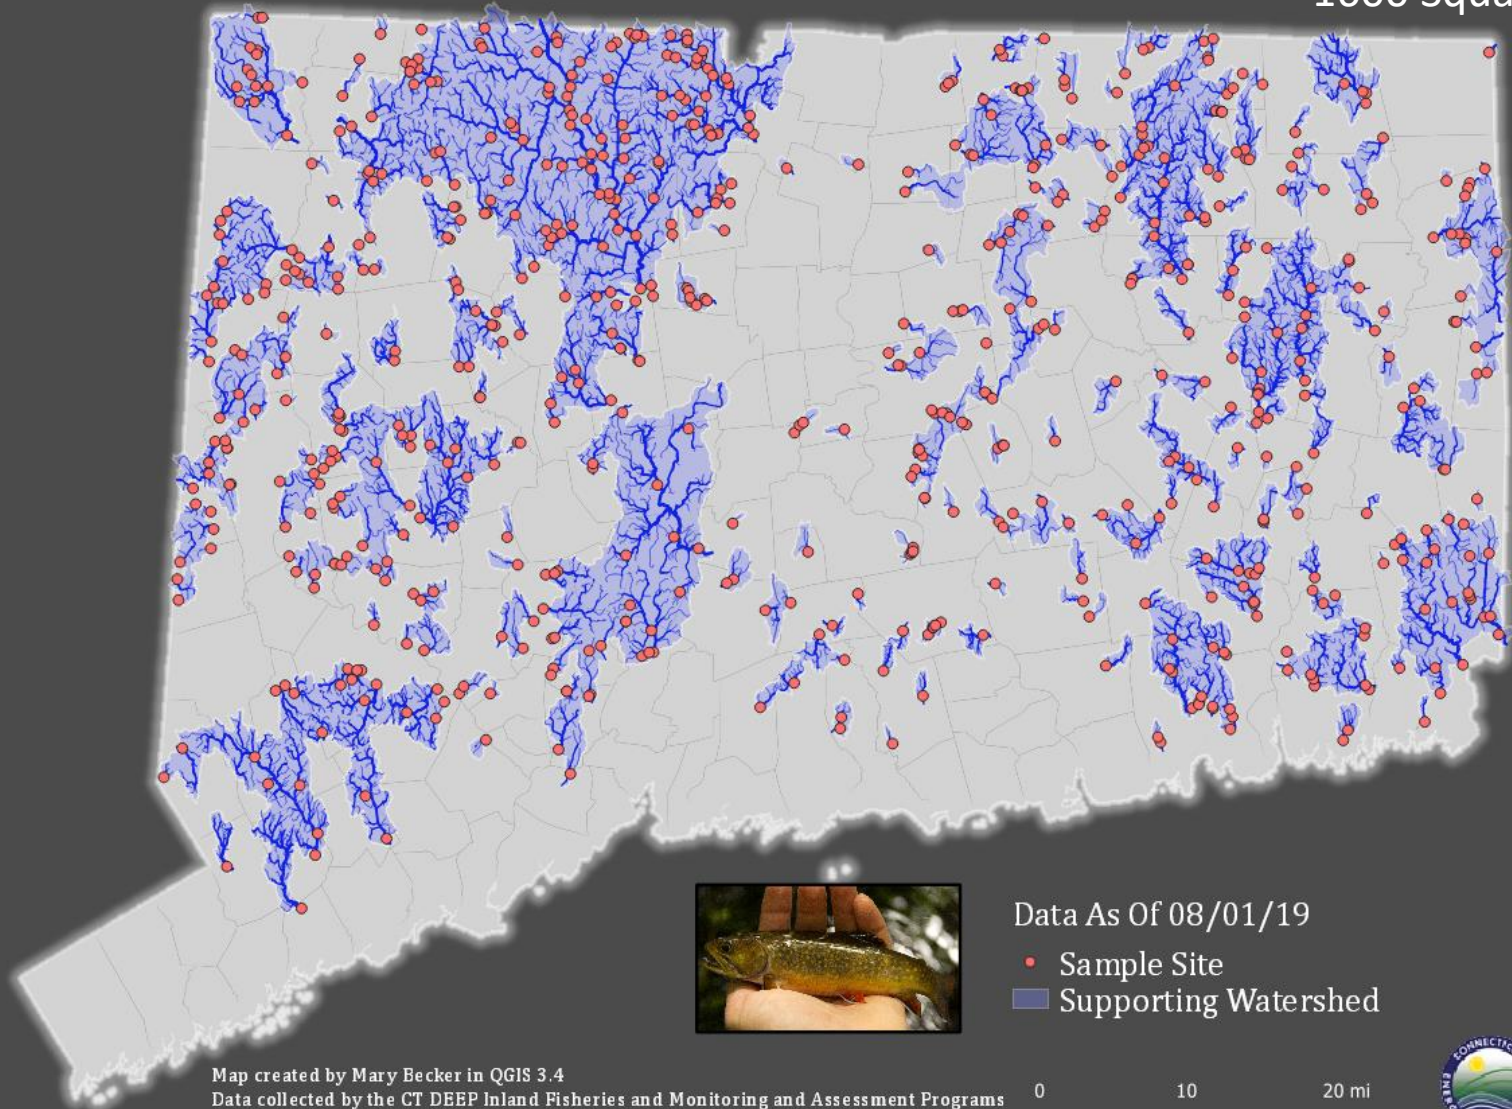 Data As Of 08/01/19
Sample Site
Supporting Watershed
Map created by Mary Becker in QGIS 3.4
Data collected by the CT DEEP Inland Fisheries and Monitoring and Assessment Programs
0 10 20 mi